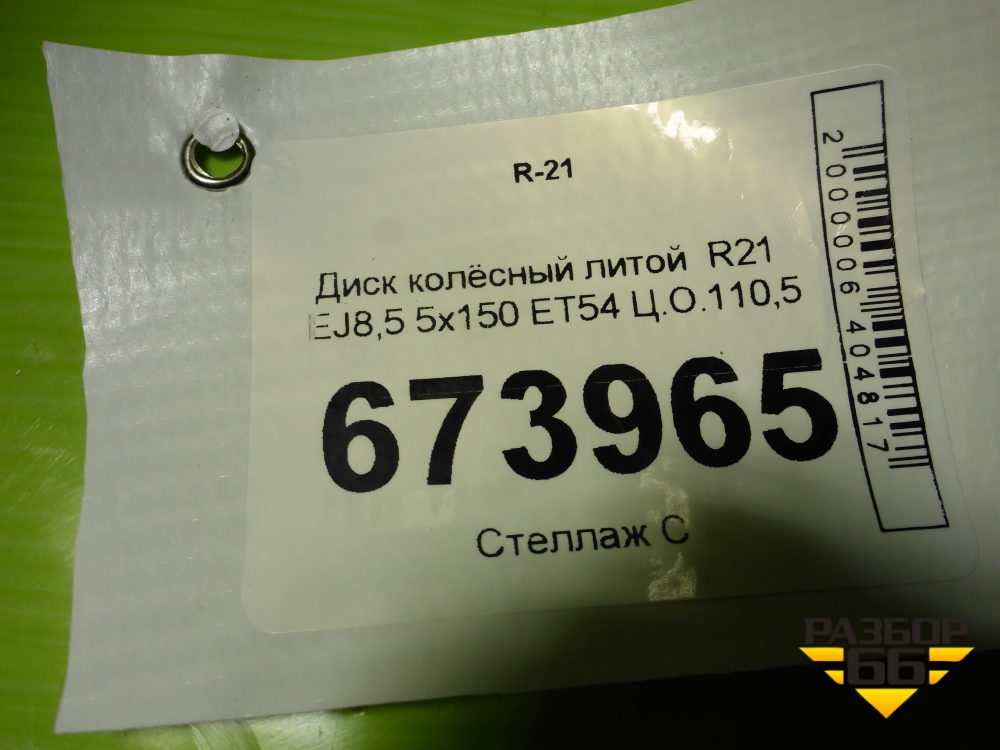 R-21
Диск колёсный литой R21
EJ8,5 5x150 ET54 Ц.О.110,5
673965
Стеллаж С
2000006404817
РАЗБОР
66